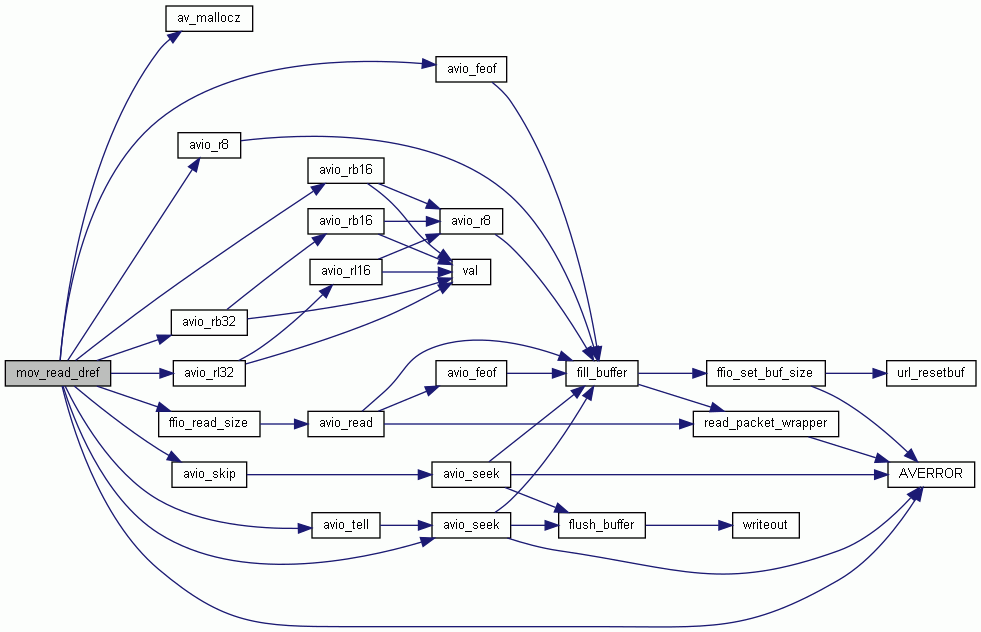 av_mallocz
avio_feof
avio_r8
avio_rb16
avio_rb16
avio_r8
avio_rl16
val
avio_rb32
mov_read_dref
avio_rl32
avio_feof
fill_buffer
ffio_set_buf_size
url_resetbuf
ffio_read_size
avio_read
read_packet_wrapper
avio_skip
avio_seek
AVERROR
avio_tell
avio_seek
flush_buffer
writeout